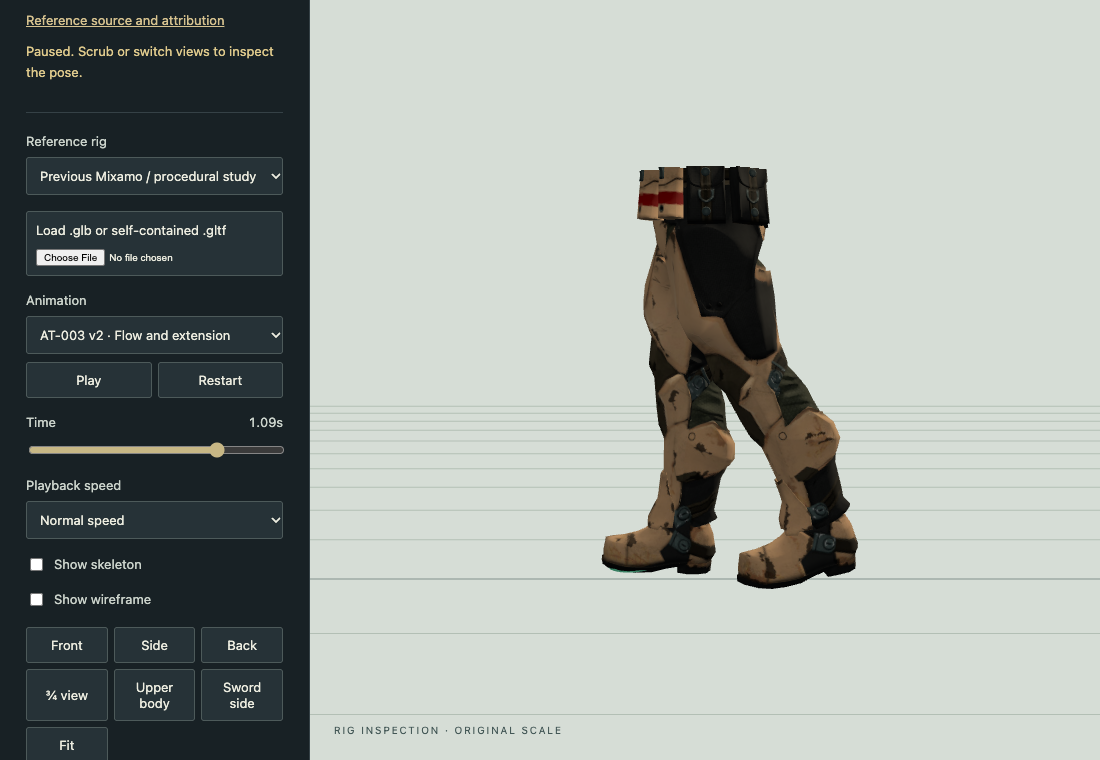 Reference source and attribution
Paused. Scrub or switch views to inspect
the pose.
Reference rig
Previous Mixamo / procedural study
Load .glb or self-contained .gltf
Choose File No file chosen
Animation
AT-003 v2 · Flow and extension
Play Restart
Time 1.09s
Playback speed
Normal speed
Show skeleton
Show wireframe
Front Side Back
¾ view Upper body Sword side
Fit
RIG INSPECTION · ORIGINAL SCALE